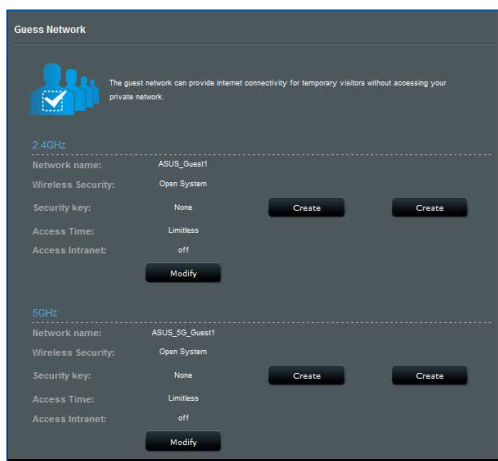 Guess Network
The guest network can provide internet connectivity for temporary visitors without accessing your
private network.
2.4GHz
Network name: ASUS_Guest1
Wireless Security: Open System
Security key: None Create Create
Access Time: Limitless
Access Intranet: off
Modify
5GHz
Network name: ASUS_5G_Guest1
Wireless Security: Open System
Security key: None Create Create
Access Time: Limitless
Access Intranet: off
Modify